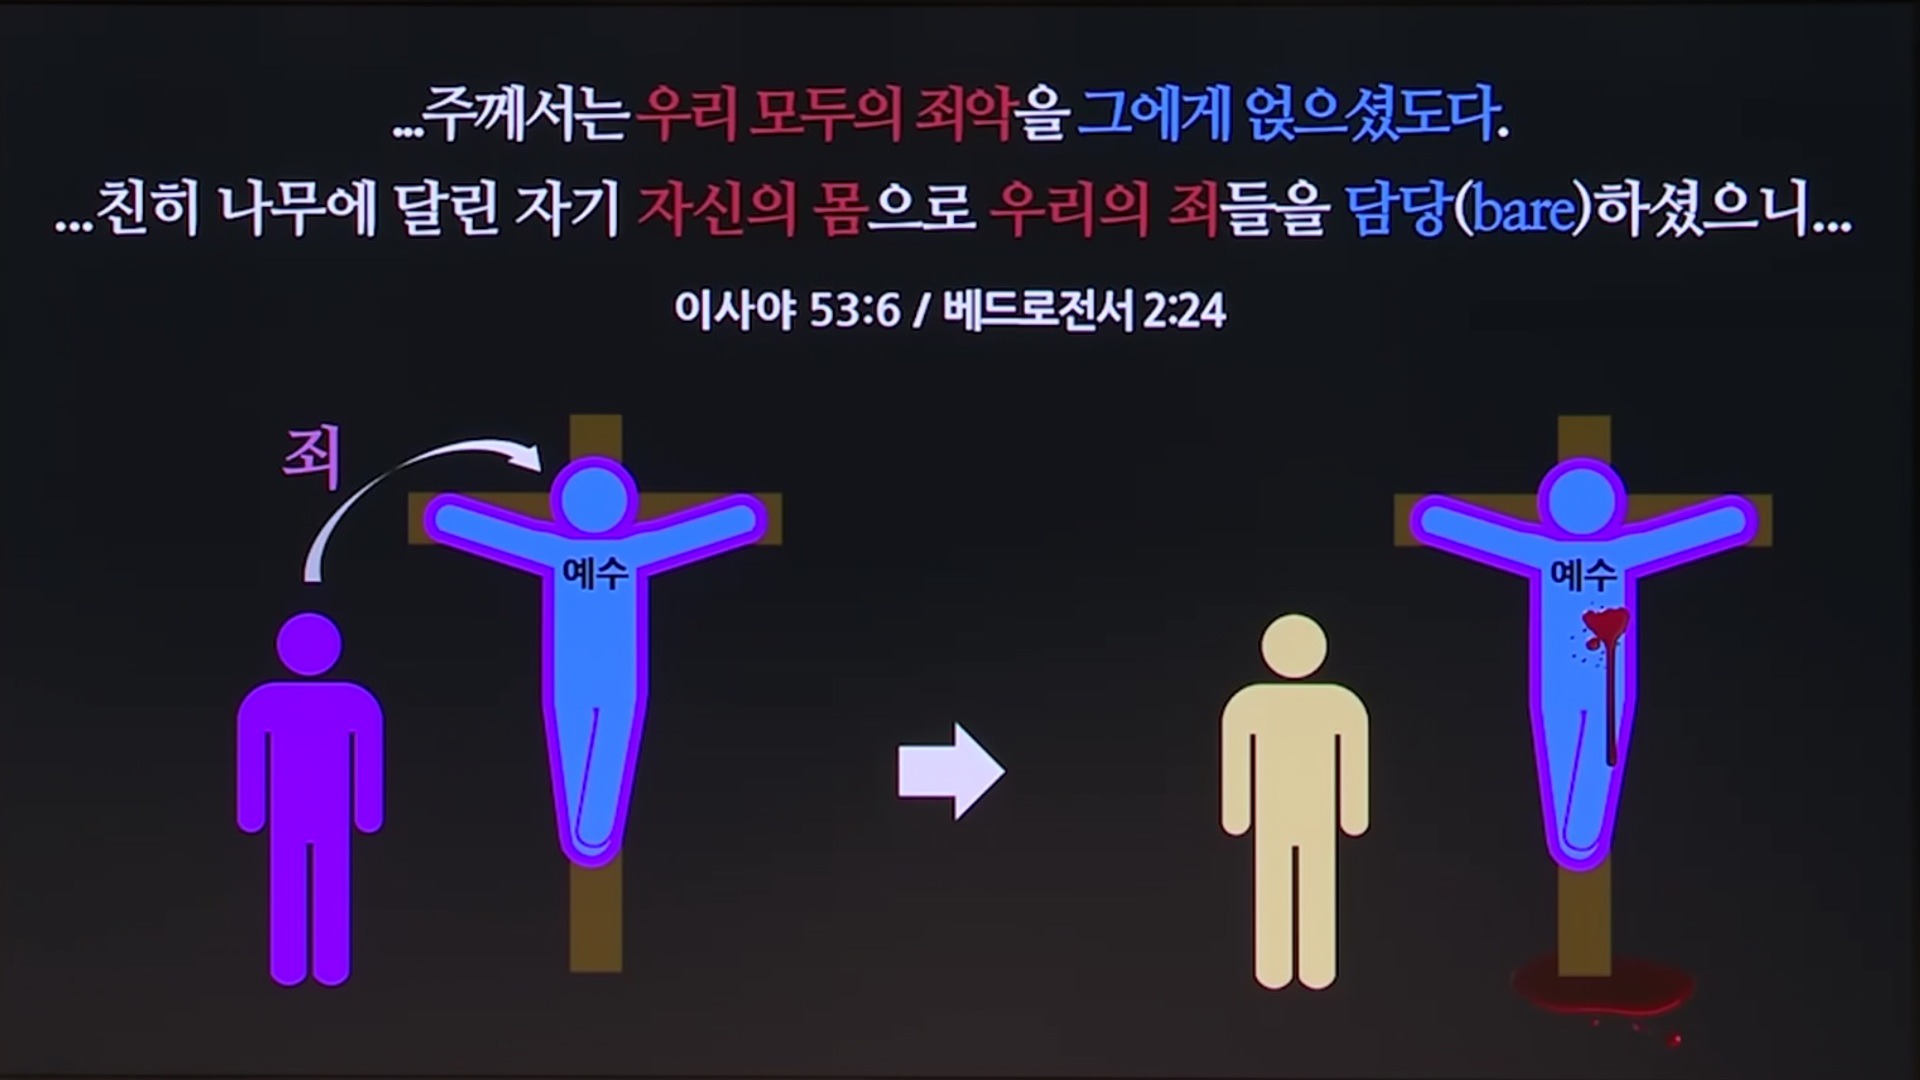 ...주께서는 우리 모두의 죄악을 그에게 얹으셨도다.
...친히 나무에 달린 자기 자신의 몸으로 우리의 죄들을 담당(bare)하셨으니...
이사야 53:6 / 베드로전서 2:24
죄
예수
예수